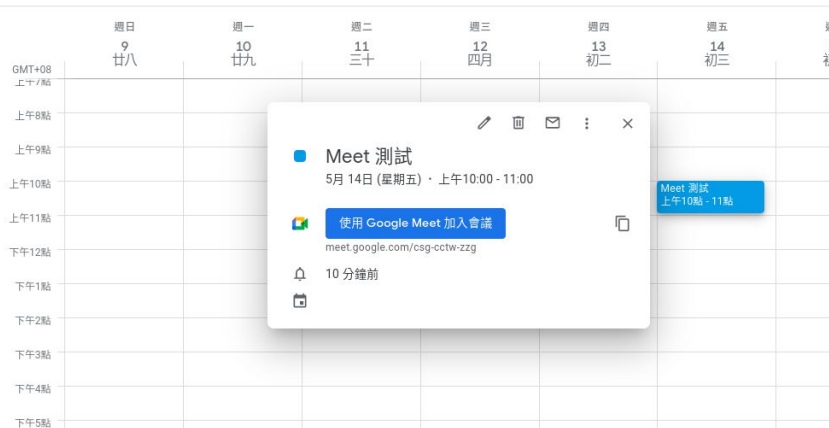 週日 週一 週二 週三 週四 週五
9 10 11 12 13 14
廿八 廿九 三十 四月 初二 初三
GMT+08
上午7點
上午8點
上午9點
上午10點
上午11點
下午12點
下午1點
下午2點
下午3點
下午4點
下午5點
Meet 測試
5月 14日 (星期五) ・ 上午10:00 - 11:00
使用 Google Meet 加入會議
meet.google.com/csg-cctw-zzg
10 分鐘前
Meet 測試
上午10點 - 11點